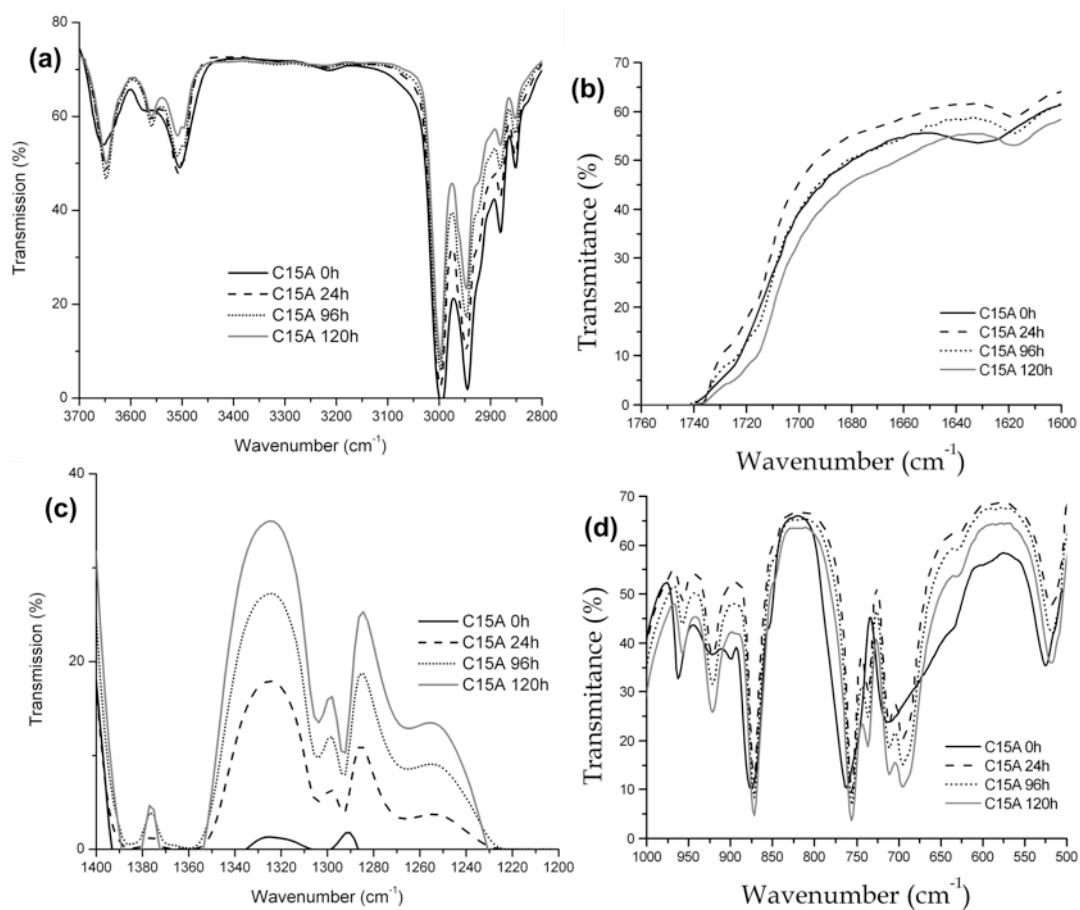 (a)
80
60
40
20
0
Transmission (%)
C15A 0h
C15A 24h
C15A 96h
C15A 120h
3700 3600 3500 3400 3300 3200 3100 3000 2900 2800
Wavenumber (cm⁻¹)
(b)
70
60
50
40
30
20
10
0
Transmitance (%)
C15A 0h
C15A 24h
C15A 96h
C15A 120h
1760 1740 1720 1700 1680 1660 1640 1620 1600
Wavenumber (cm⁻¹)
(c)
40
20
0
Transmission (%)
C15A 0h
C15A 24h
C15A 96h
C15A 120h
1400 1380 1360 1340 1320 1300 1280 1260 1240 1220 1200
Wavenumber (cm⁻¹)
(d)
70
60
50
40
30
20
10
0
Transmitance (%)
C15A 0h
C15A 24h
C15A 96h
C15A 120h
1000 950 900 850 800 750 700 650 600 550 500
Wavenumber (cm⁻¹)